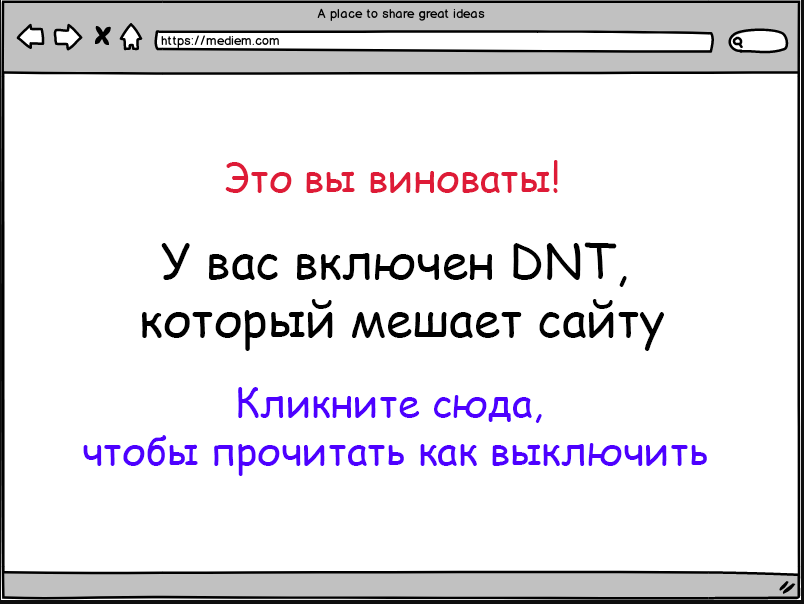 A place to share great ideas
https://mediem.com
Это вы виноваты!
У вас включен DNT,
который мешает сайту
Кликните сюда,
чтобы прочитать как выключить